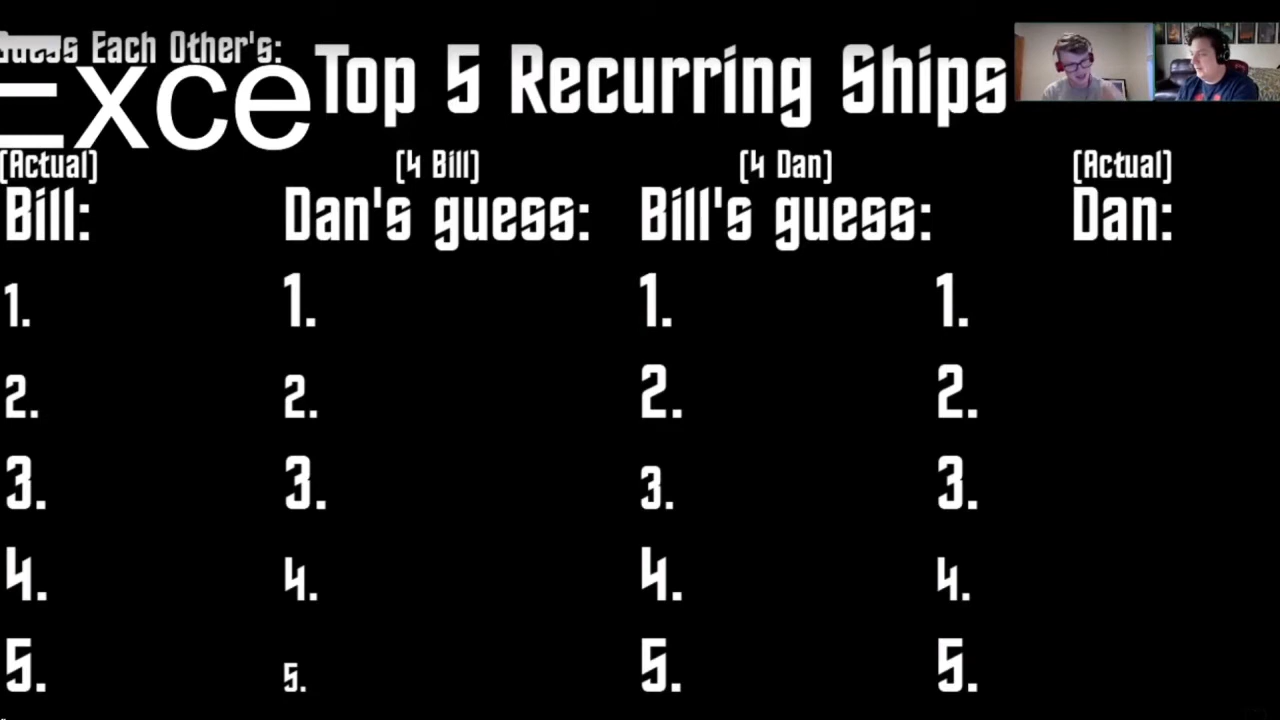 Guess Each Other's:
Exce
Top 5 Recurring Ships
(Actual)
Bill:
1.
2.
3.
4.
5.
(4 Bill)
Dan's guess:
1.
2.
3.
4.
5.
(4 Dan)
Bill's guess:
1.
2.
3.
4.
5.
(Actual)
Dan:
1.
2.
3.
4.
5.